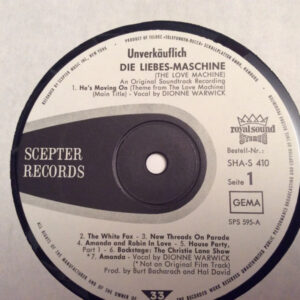 Unverkäuflich
DIE LIEBES-MASCHINE
(THE LOVE MACHINE)
An Original Soundtrack Recording
1. He's Moving On (Theme from The Love Machine)
(Main Title) - Vocal by DIONNE WARWICK
royal sound
STEREO
Bestell-Nr.:
SHA-S 410
Seite 1
GEMA
SPS 595-A
SCEPTER
RECORDS
2. The White Fox - 3. New Threads On Parade
4. Amanda and Robin In Love - 5. House Party,
Part I - 6. Backstage: The Christie Lane Show
*7. Amanda - Vocal by DIONNE WARWICK
(* Not on Original Film Track)
Prod. by Burt Bacharach and Hal David
33